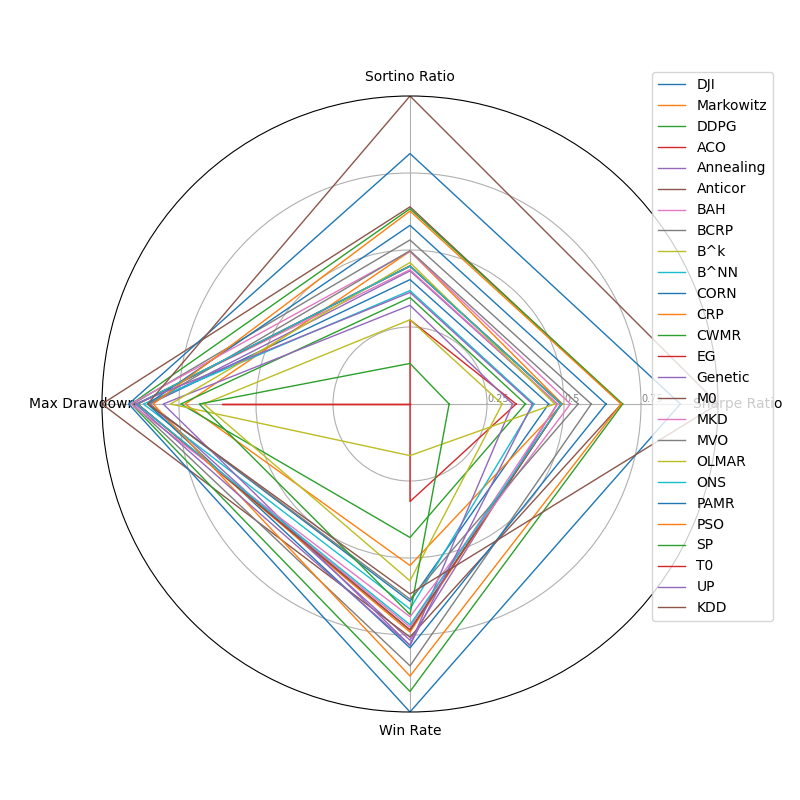 Sortino Ratio
DJI
Markowitz
DDPG
ACO
Annealing
Anticor
BAH
BCRP
B^k
B^NN
CORN
CRP
CWMR
EG
Genetic
M0
MKD
MVO
OLMAR
ONS
PAMR
PSO
SP
T0
UP
KDD
Max Drawdown
0.25
0.5
Sharpe Ratio
Win Rate